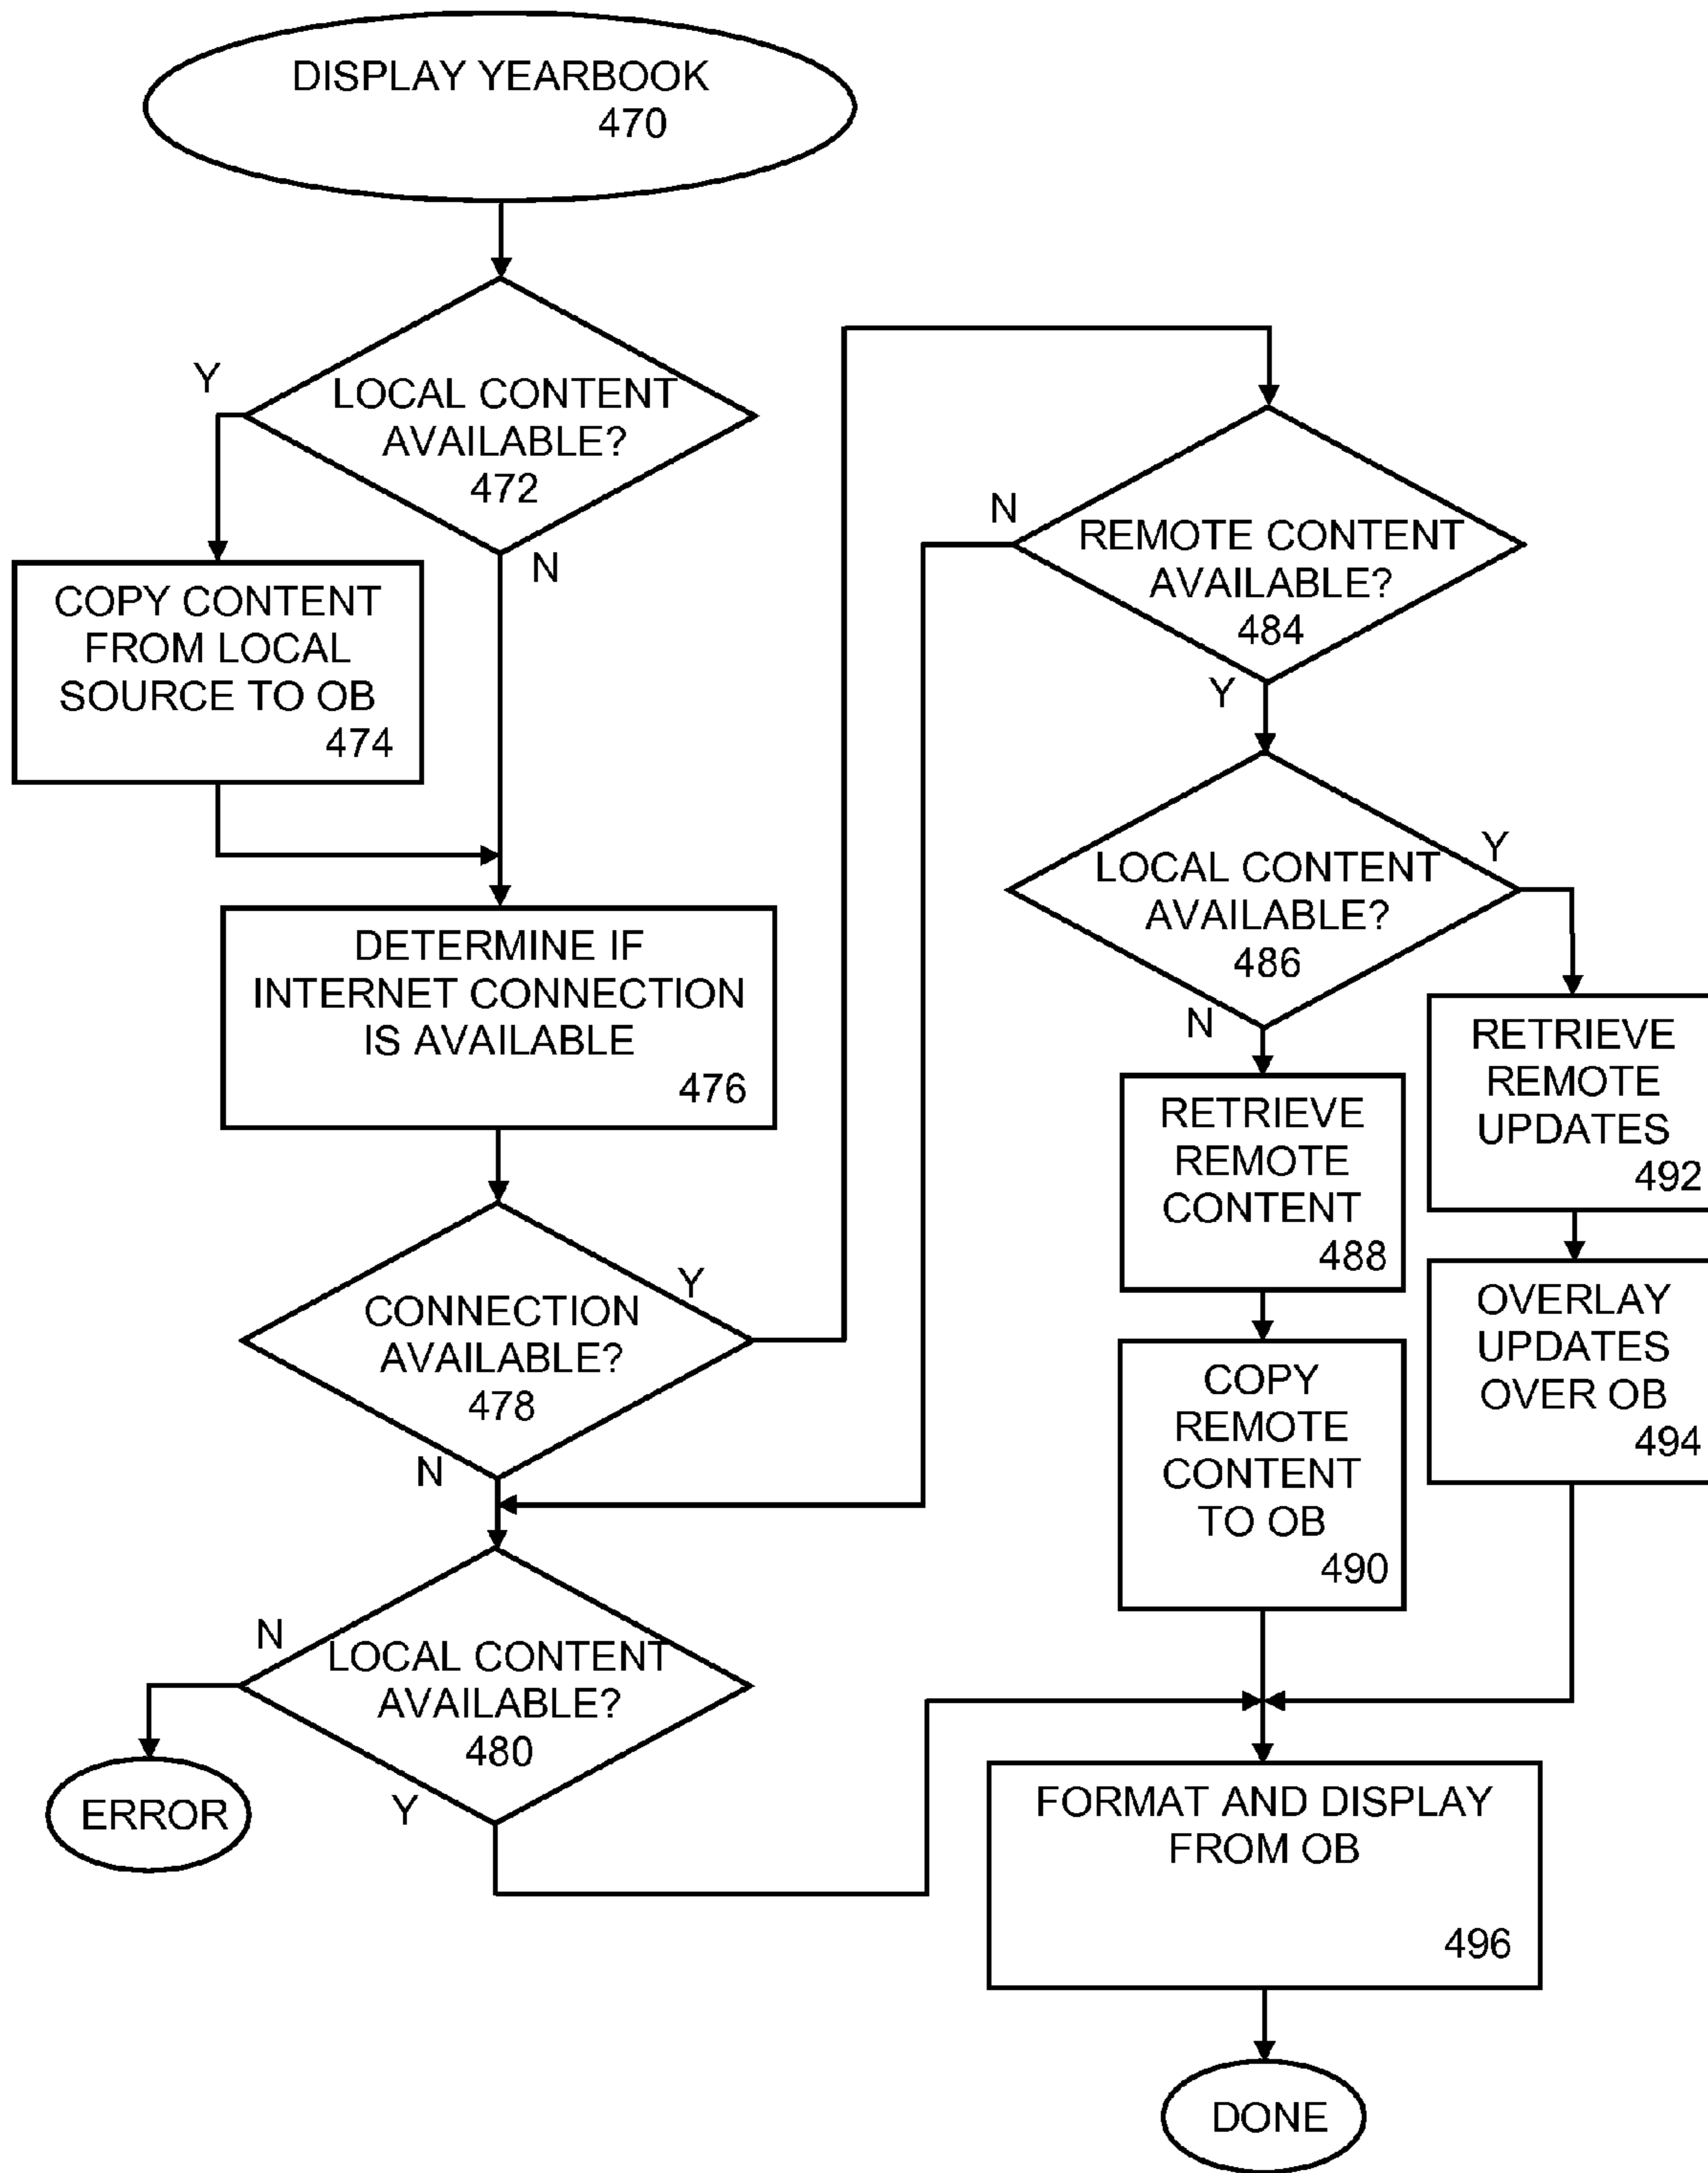 DISPLAY YEARBOOK
470
Y
LOCAL CONTENT
AVAILABLE?
472
N
COPY CONTENT
FROM LOCAL
SOURCE TO OB
474
DETERMINE IF
INTERNET CONNECTION
IS AVAILABLE
476
Y
CONNECTION
AVAILABLE?
478
N
N
LOCAL CONTENT
AVAILABLE?
480
Y
ERROR
N
REMOTE CONTENT
AVAILABLE?
484
Y
Y
LOCAL CONTENT
AVAILABLE?
486
N
RETRIEVE
REMOTE
CONTENT
488
COPY
REMOTE
CONTENT
TO OB
490
RETRIEVE
REMOTE
UPDATES
492
OVERLAY
UPDATES
OVER OB
494
FORMAT AND DISPLAY
FROM OB
496
DONE